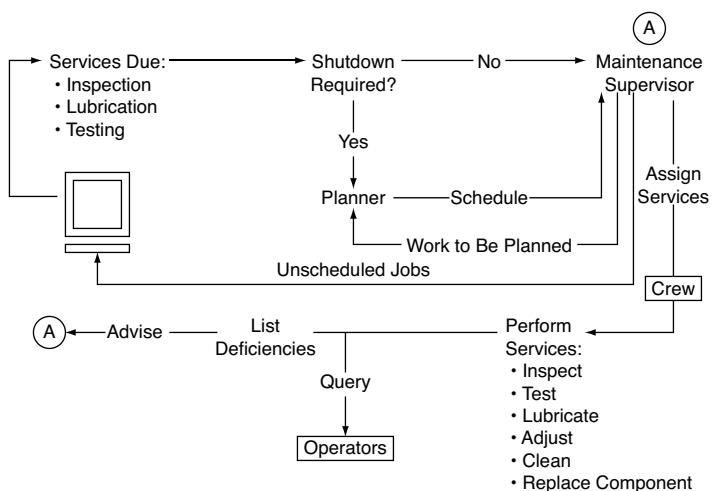 A
Services Due:
• Inspection
• Lubrication
• Testing
Shutdown
Required?
No
Maintenance
Supervisor
Yes
Assign
Services
Planner
Schedule
Work to Be Planned
Unscheduled Jobs
Crew
A
Advise
List
Deficiencies
Perform
Services:
• Inspect
• Test
• Lubricate
• Adjust
• Clean
• Replace Component
Query
Operators